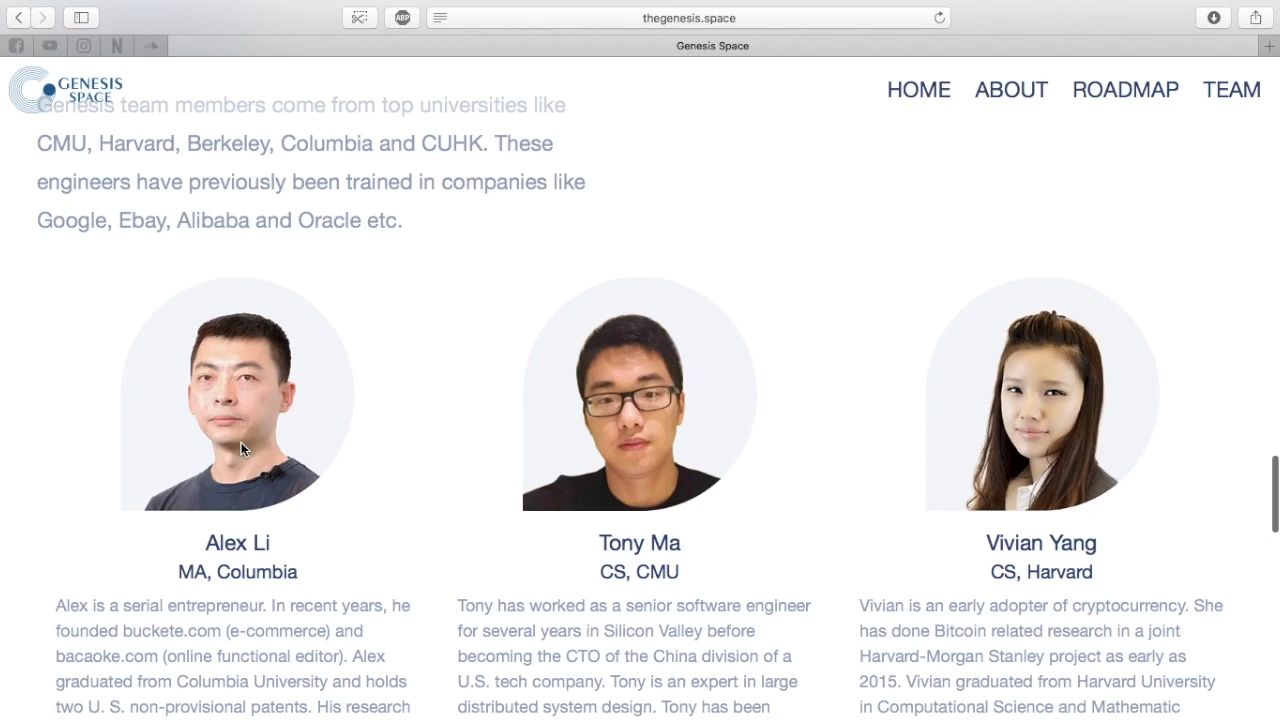 thegenesis.space
Genesis Space
GENESIS
SPACE
HOME
ABOUT
ROADMAP
TEAM
Genesis team members come from top universities like
CMU, Harvard, Berkeley, Columbia and CUHK. These
engineers have previously been trained in companies like
Google, Ebay, Alibaba and Oracle etc.
Alex Li
MA, Columbia
Alex is a serial entrepreneur. In recent years, he
founded buckete.com (e-commerce) and
bacaoke.com (online functional editor). Alex
graduated from Columbia University and holds
two U. S. non-provisional patents. His research
Tony Ma
CS, CMU
Tony has worked as a senior software engineer
for several years in Silicon Valley before
becoming the CTO of the China division of a
U.S. tech company. Tony is an expert in large
distributed system design. Tony has been
Vivian Yang
CS, Harvard
Vivian is an early adopter of cryptocurrency. She
has done Bitcoin related research in a joint
Harvard-Morgan Stanley project as early as
2015. Vivian graduated from Harvard University
in Computational Science and Mathematic
ABP
N